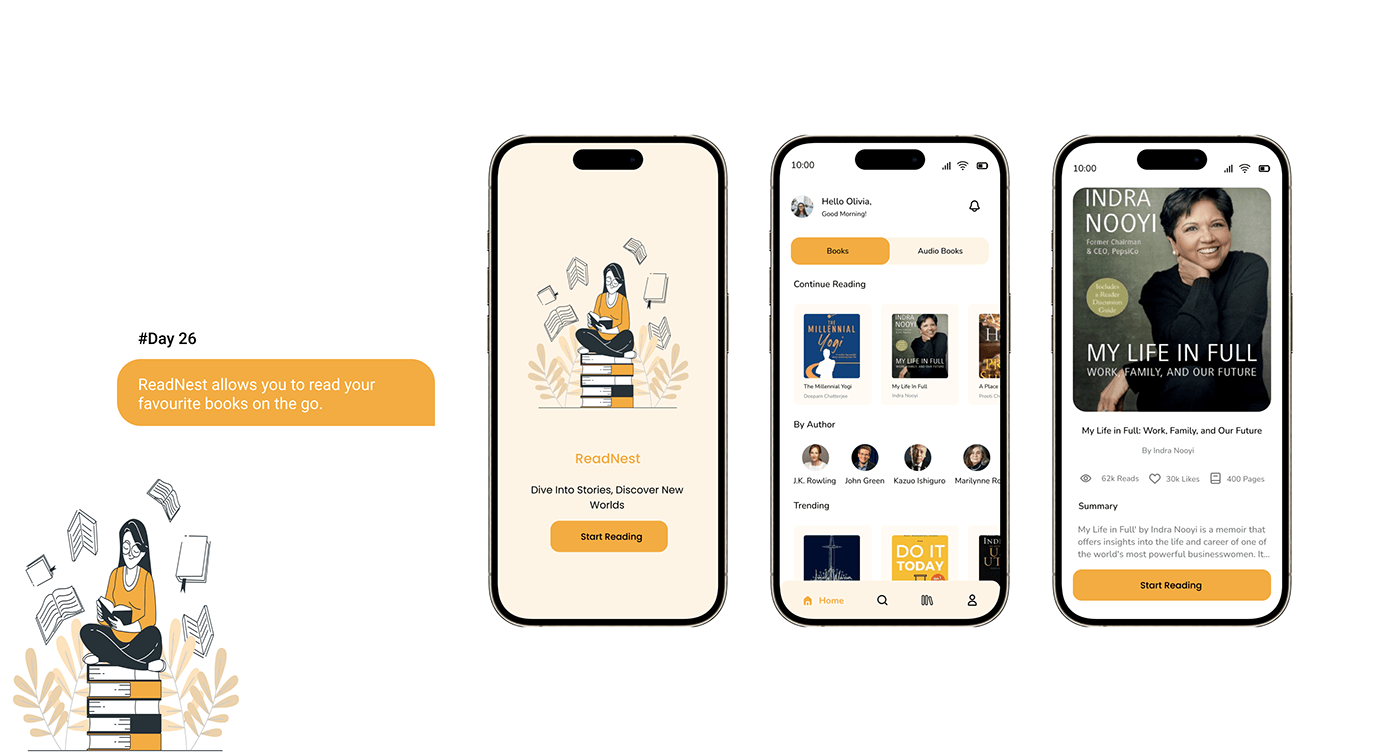 #Day 26
ReadNest allows you to read your
favourite books on the go.
ReadNest
Dive Into Stories, Discover New
Worlds
Start Reading
10:00
Hello Olivia,
Good Morning!
Books
Audio Books
Continue Reading
THE
MILLENNIAL
Yogi
INDRA
NOOYI
MY LIFE IN FULL
The Millennial Yogi
Deepam Chatterjee
My Life In Full
Indra Nooyi
A Place
By Author
J.K. Rowling
John Green
Kazuo Ishiguro
Marilynne Ro
Trending
DO IT
TODAY
Home
10:00
INDRA
NOOYI
Former Chairman
& CEO, PepsiCo
Includes
a Reader
Discussion
Guide
MY LIFE IN FULL
WORK, FAMILY, AND OUR FUTURE
My Life in Full: Work, Family, and Our Future
By Indra Nooyi
62k Reads
30k Likes
400 Pages
Summary
My Life in Full' by Indra Nooyi is a memoir that
offers insights into the life and career of one of
the world's most powerful businesswomen. It...
Start Reading